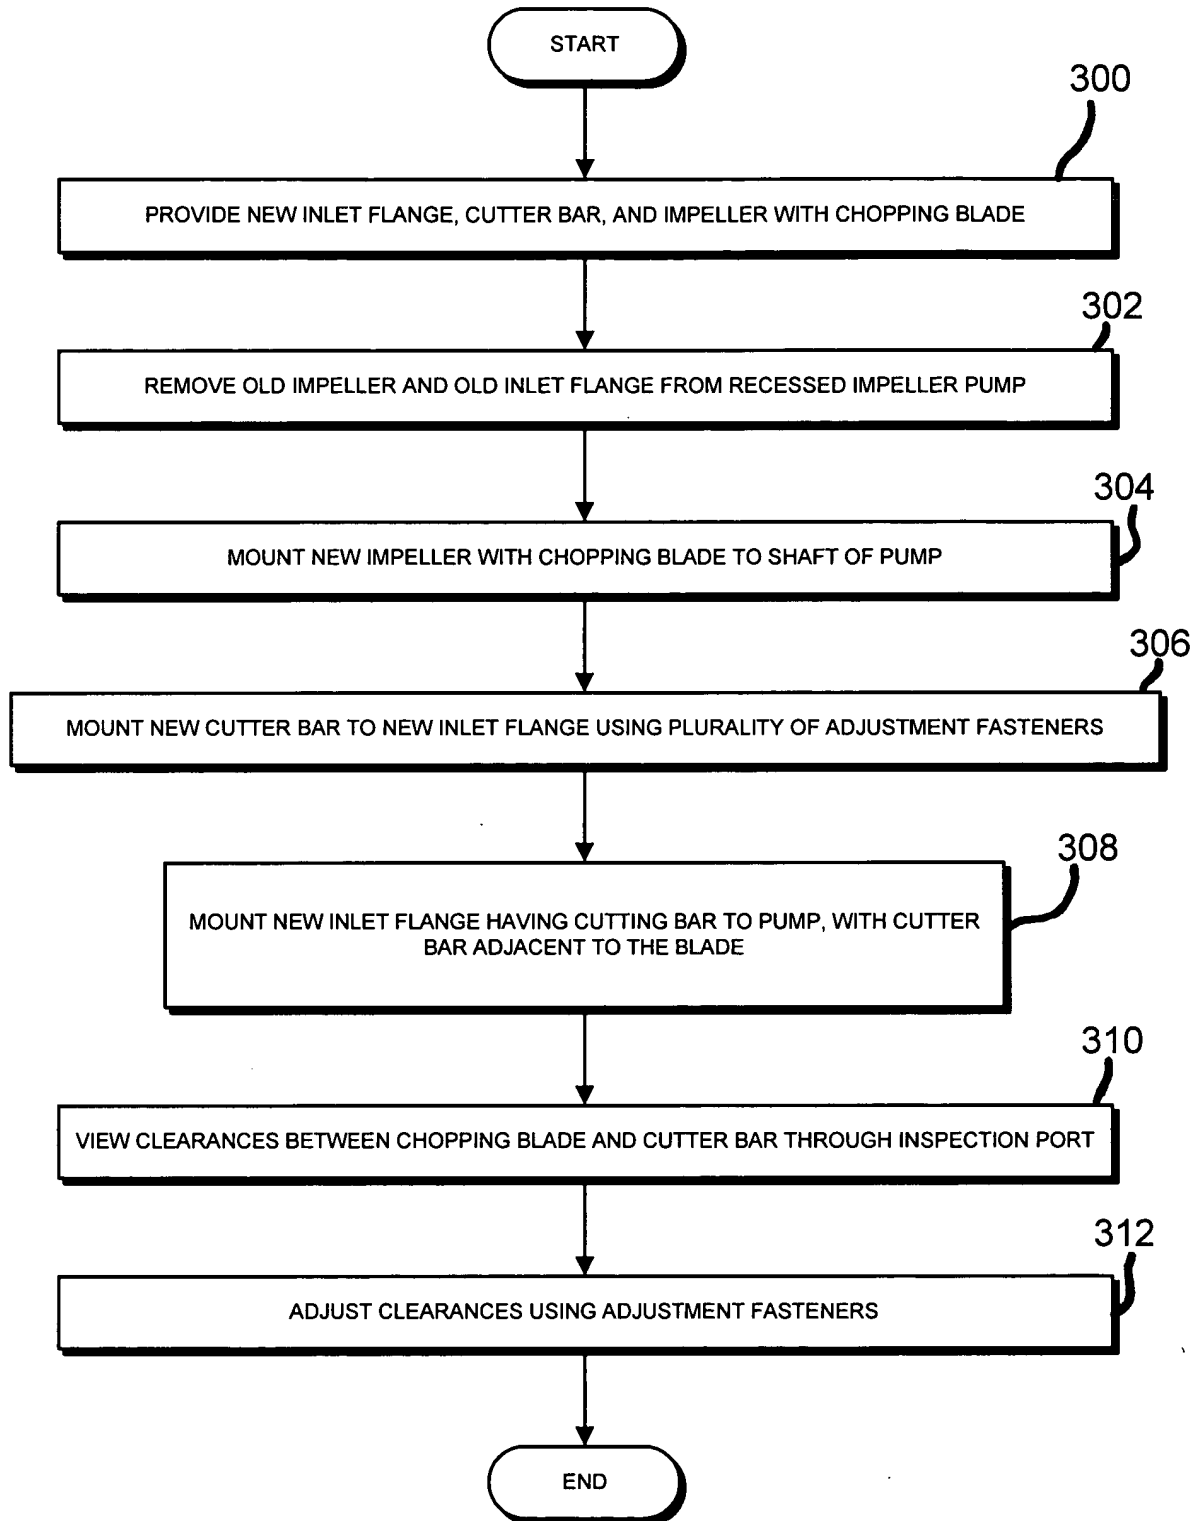 START
300
PROVIDE NEW INLET FLANGE, CUTTER BAR, AND IMPELLER WITH CHOPPING BLADE
302
REMOVE OLD IMPELLER AND OLD INLET FLANGE FROM RECESSED IMPELLER PUMP
304
MOUNT NEW IMPELLER WITH CHOPPING BLADE TO SHAFT OF PUMP
306
MOUNT NEW CUTTER BAR TO NEW INLET FLANGE USING PLURALITY OF ADJUSTMENT FASTENERS
308
MOUNT NEW INLET FLANGE HAVING CUTTING BAR TO PUMP, WITH CUTTER
BAR ADJACENT TO THE BLADE
310
VIEW CLEARANCES BETWEEN CHOPPING BLADE AND CUTTER BAR THROUGH INSPECTION PORT
312
ADJUST CLEARANCES USING ADJUSTMENT FASTENERS
END